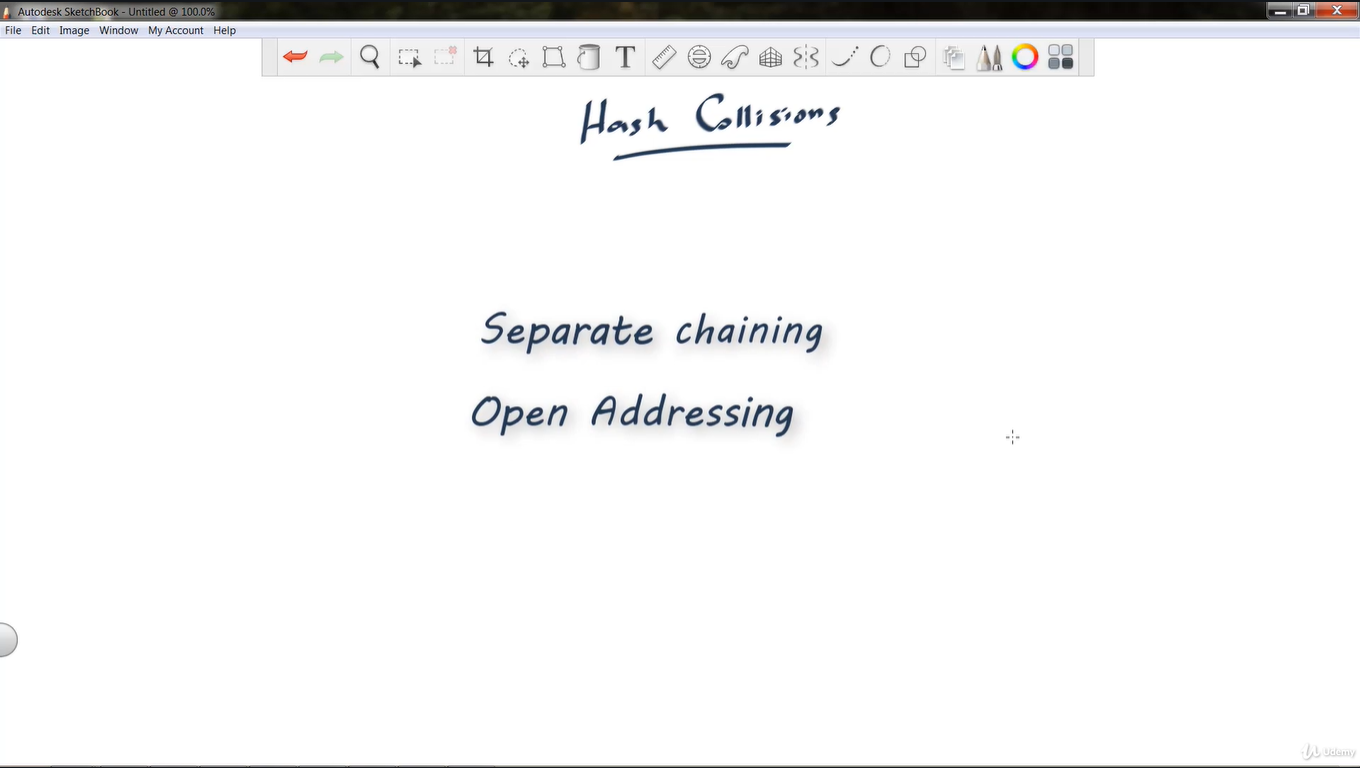 Autodesk SketchBook - Untitled @ 100.0%
File Edit Image Window My Account Help
T
Hash Collisions
Separate chaining
Open Addressing
Udemy